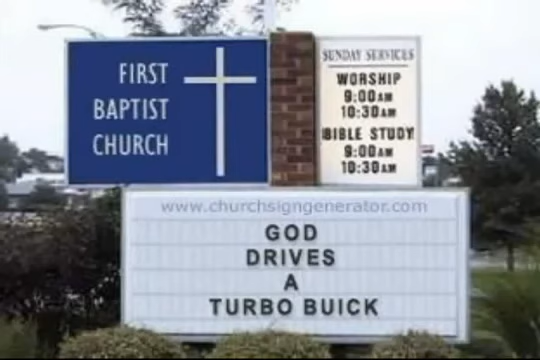 FIRST
BAPTIST
CHURCH
SUNDAY SERVICES
WORSHIP
9:00AM
10:30AM
BIBLE STUDY
9:00AM
10:30AM
www.churchsigngenerator.com
GOD
DRIVES
A
TURBO BUICK